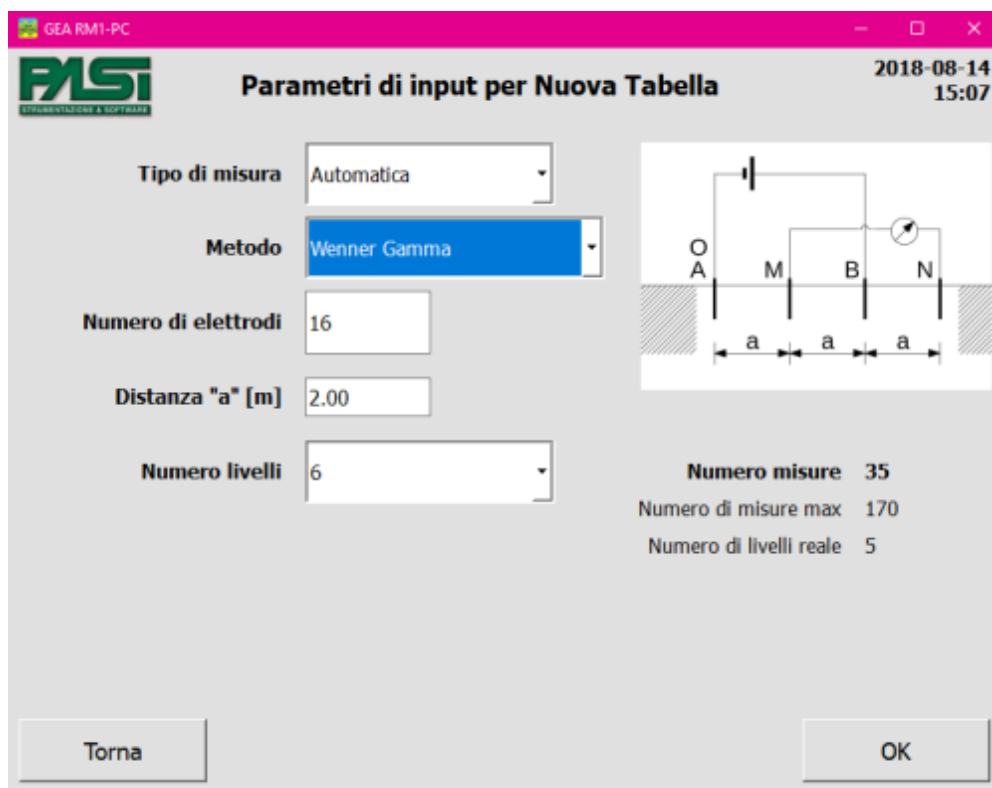 GEA RM1-PC
PASI
STRUMENTAZIONE & SOFTWARE
Parametri di input per Nuova Tabella
2018-08-14
15:07
Tipo di misura Automatica
Metodo Wenner Gamma
Numero di elettrodi 16
Distanza "a" [m] 2.00
Numero livelli 6
O
A M B N
a a a
Numero misure 35
Numero di misure max 170
Numero di livelli reale 5
Torna OK